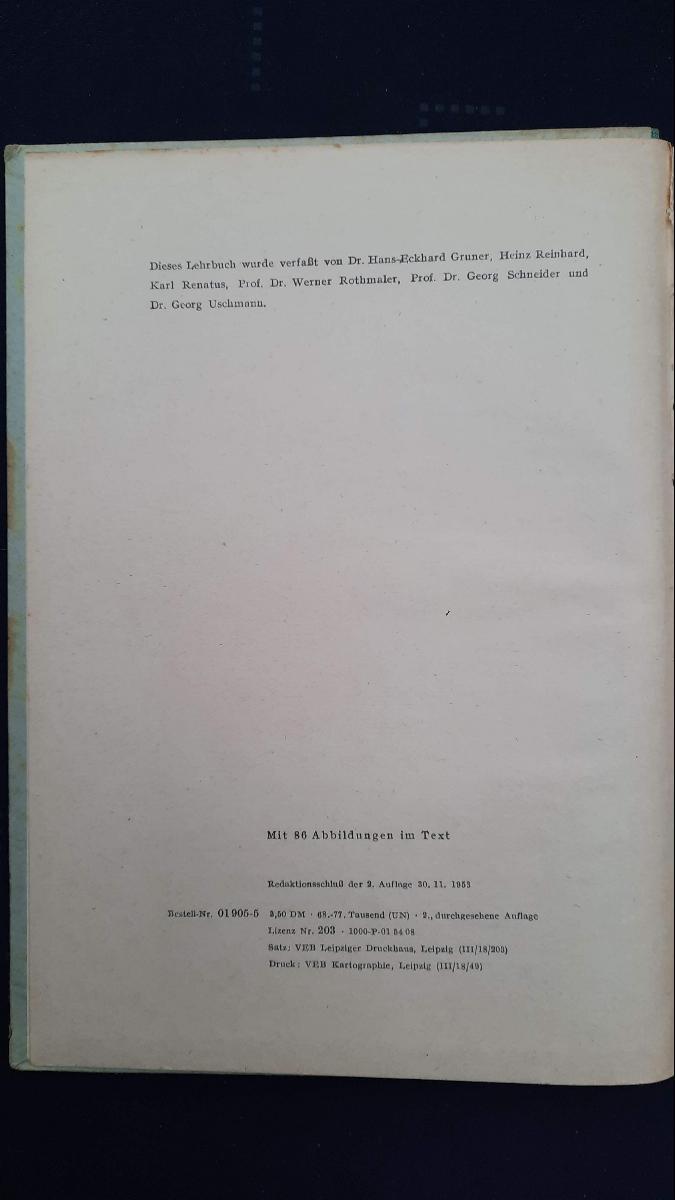 Dieses Lehrbuch wurde verfaßt von Dr. Hans-Eckhard Gruner, Heinz Reinhard,
Karl Renatus, Prof. Dr. Werner Rothmaler, Prof. Dr. Georg Schneider und
Dr. Georg Uschmann.
Mit 86 Abbildungen im Text
Redaktionsschluß der 2. Auflage 30. 11. 1953
Bestell-Nr. 01905-5 3,50 DM · 68.-77. Tausend (UN) · 2., durchgesehene Auflage
Lizenz Nr. 203 · 1000-P-01 54 08
Satz: VEB Leipziger Druckhaus, Leipzig (III/18/203)
Druck: VEB Kartographie, Leipzig (III/18/49)